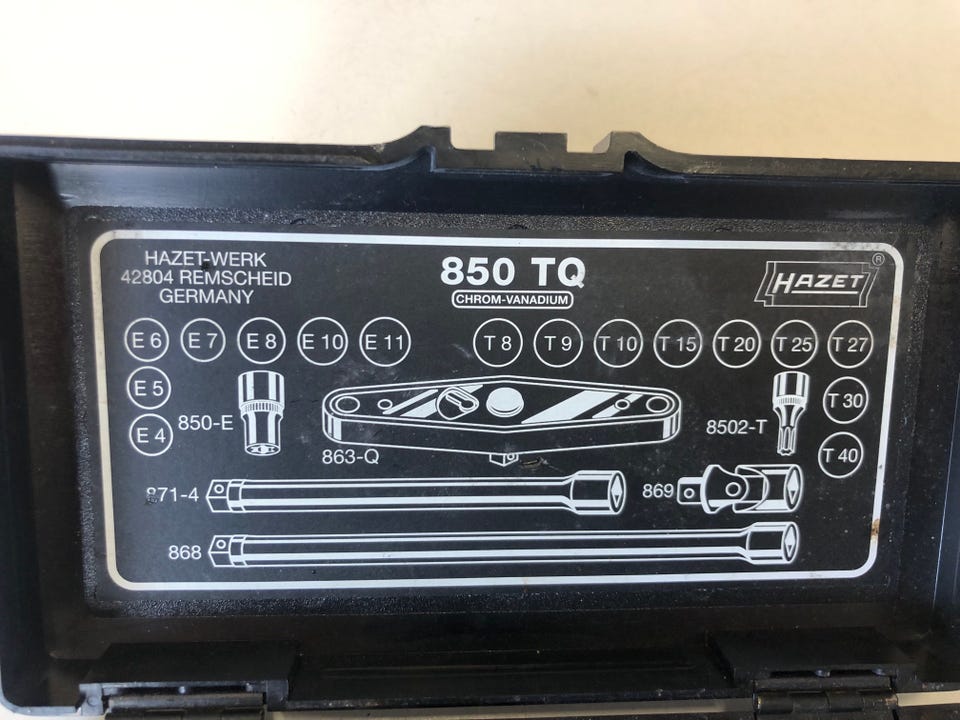 HAZET-WERK
42804 REMSCHEID
GERMANY
850 TQ
CHROM-VANADIUM
HAZET ®
E 6 E 7 E 8 E 10 E 11 T 8 T 9 T 10 T 15 T 20 T 25 T 27
E 5
850-E
E 4
863-Q
8502-T
T 30
T 40
871-4
869
868